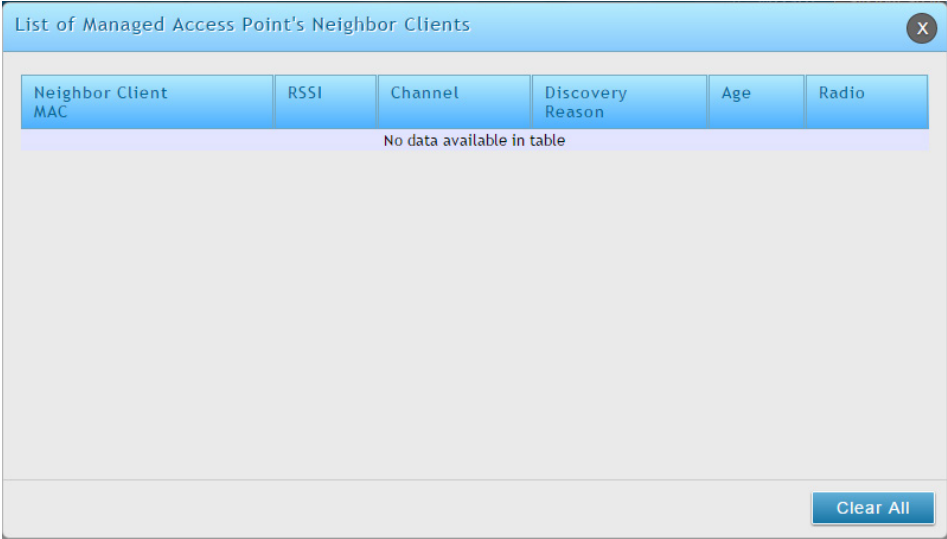 List of Managed Access Point's Neighbor Clients
X
Neighbor Client MAC
RSSI
Channel
Discovery Reason
Age
Radio
No data available in table
Clear All